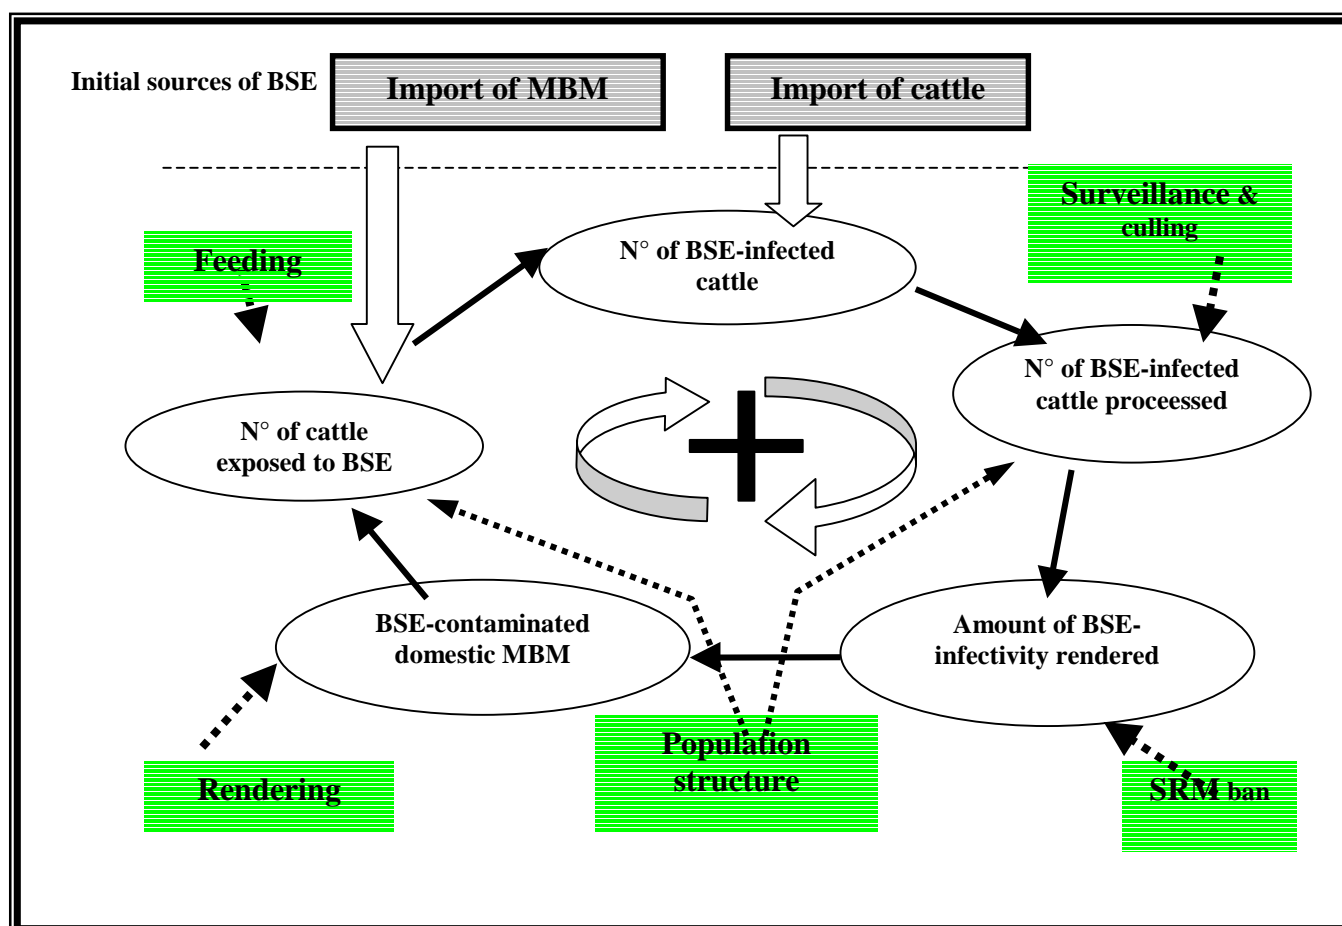 Initial sources of BSE
Import of MBM
Import of cattle
Surveillance &
culling
Feeding
N° of BSE-infected
cattle
N° of BSE-infected
cattle proceessed
N° of cattle
exposed to BSE
BSE-contaminated
domestic MBM
Amount of BSE-
infectivity rendered
Rendering
Population
structure
SRM ban